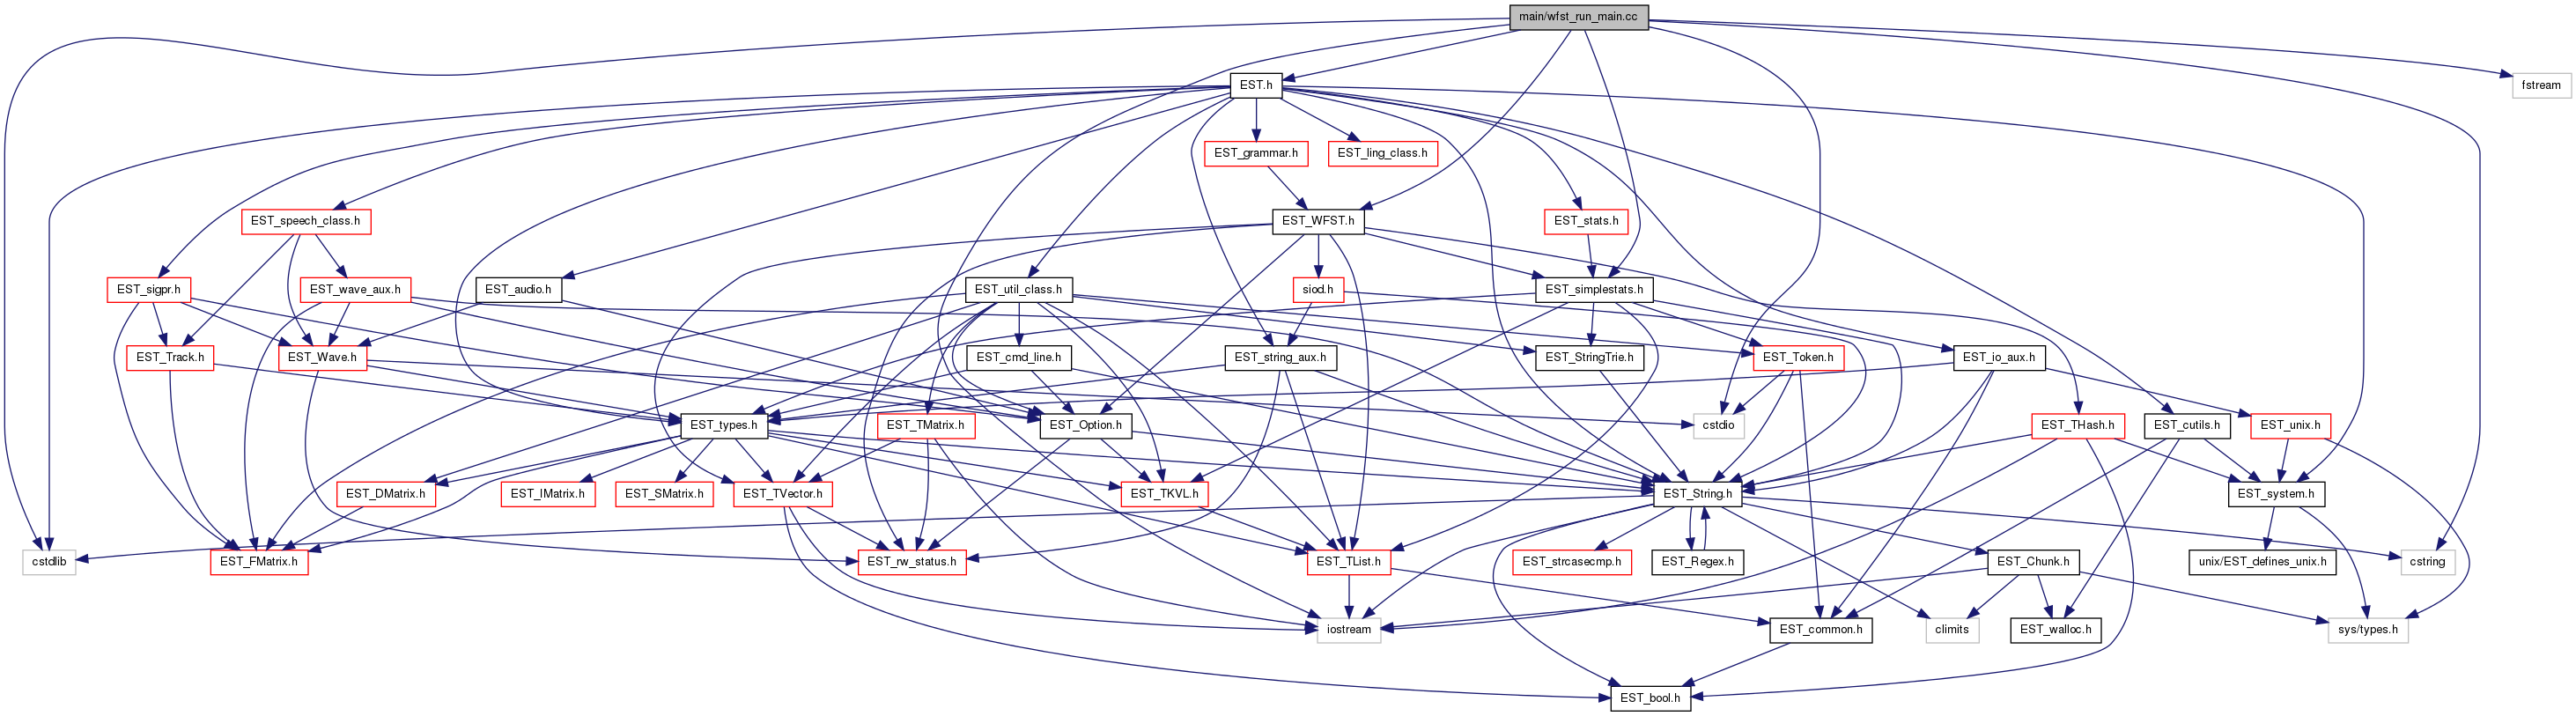 main/wfst_run_main.cc
EST.h
fstream
EST_grammar.h
EST_ling_class.h
EST_speech_class.h
EST_WFST.h
EST_stats.h
EST_sigpr.h
EST_wave_aux.h
EST_audio.h
EST_util_class.h
siod.h
EST_simplestats.h
EST_Track.h
EST_Wave.h
EST_cmd_line.h
EST_string_aux.h
EST_StringTrie.h
EST_Token.h
EST_io_aux.h
EST_types.h
EST_TMatrix.h
EST_Option.h
cstdio
EST_THash.h
EST_cutils.h
EST_unix.h
EST_DMatrix.h
EST_IMatrix.h
EST_SMatrix.h
EST_TVector.h
EST_TKVL.h
EST_String.h
EST_system.h
cstdlib
EST_FMatrix.h
EST_rw_status.h
EST_TList.h
EST_strcasecmp.h
EST_Regex.h
EST_Chunk.h
unix/EST_defines_unix.h
cstring
iostream
EST_common.h
climits
EST_walloc.h
sys/types.h
EST_bool.h